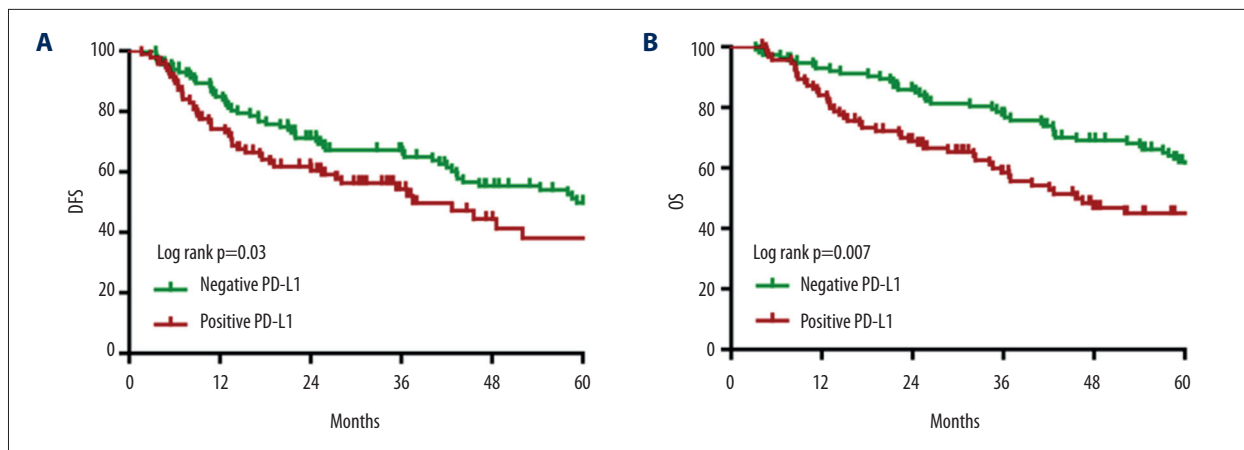 A
100
80
60
40
20
0
DFS
Log rank p=0.03
Negative PD-L1
Positive PD-L1
0 12 24 36 48 60
Months
B
100
80
60
40
20
0
OS
Log rank p=0.007
Negative PD-L1
Positive PD-L1
0 12 24 36 48 60
Months